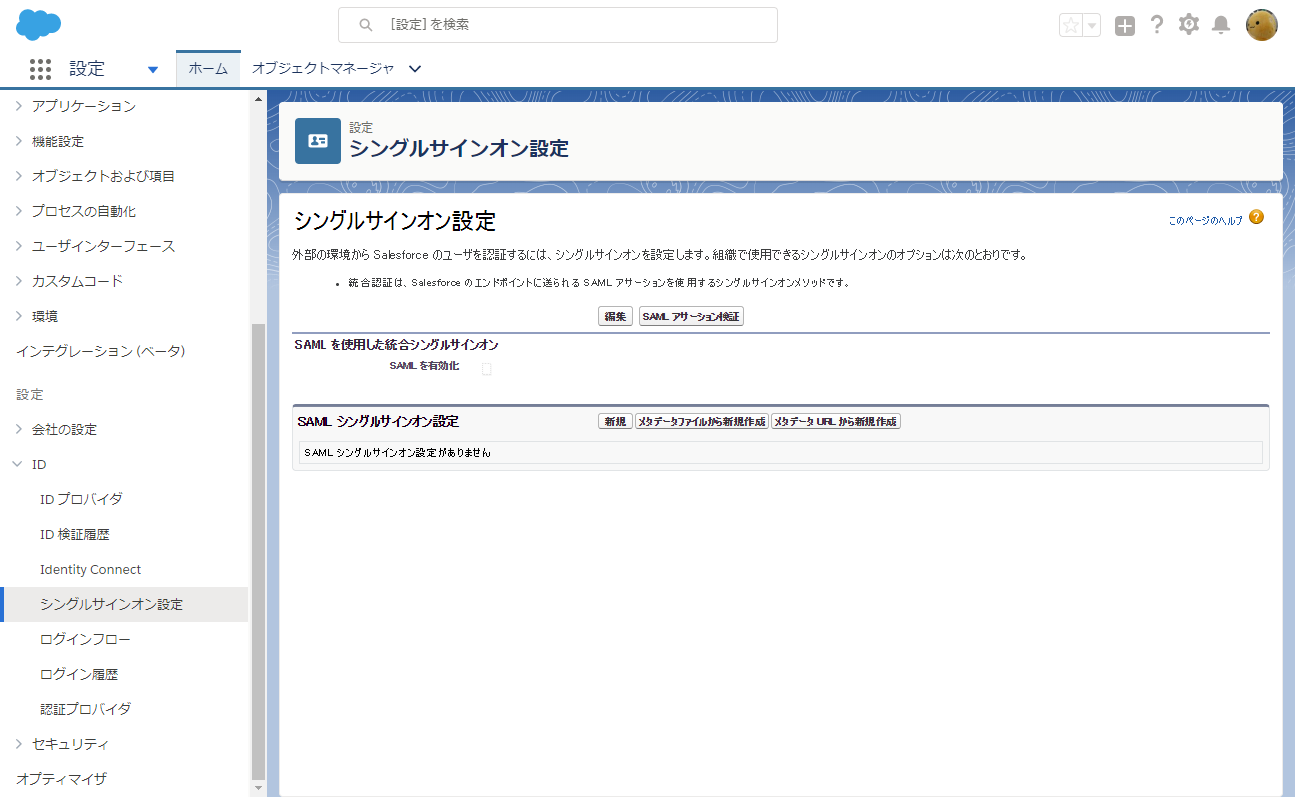 [設定] を検索
設定
ホーム
オブジェクトマネージャ
アプリケーション
機能設定
オブジェクトおよび項目
プロセスの自動化
ユーザインターフェース
カスタムコード
環境
インテグレーション (ベータ)
設定
会社の設定
ID
ID プロバイダ
ID 検証履歴
Identity Connect
シングルサインオン設定
ログインフロー
ログイン履歴
認証プロバイダ
セキュリティ
オプティマイザ
設定
シングルサインオン設定
シングルサインオン設定
このページのヘルプ ?
外部の環境から Salesforce のユーザを認証するには、シングルサインオンを設定します。組織で使用できるシングルサインオンのオプションは次のとおりです。
• 統合認証は、Salesforce のエンドポイントに送られる SAML アサーションを使用するシングルサインオンメソッドです。
編集 SAML アサーション検証
SAML を使用した統合シングルサインオン
SAML を有効化
SAML シングルサインオン設定 新規 メタデータファイルから新規作成 メタデータ URL から新規作成
SAML シングルサインオン設定がありません